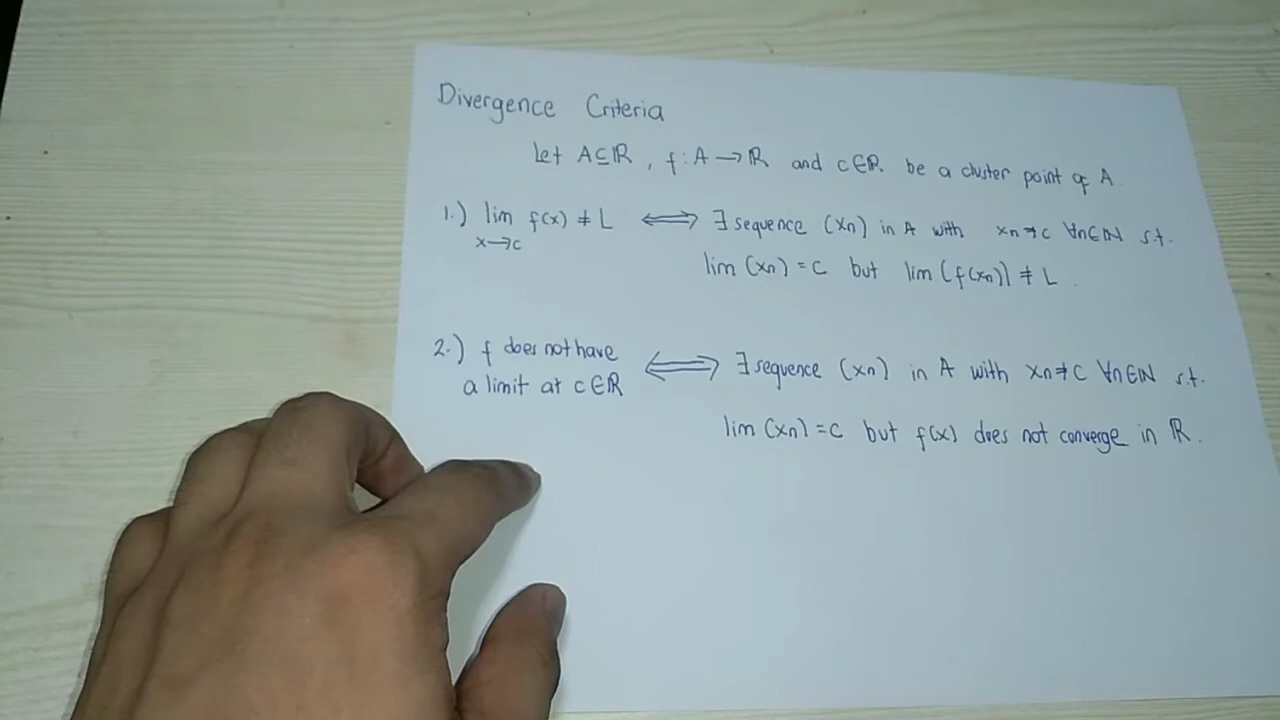 Divergence Criteria
Let A⊆ℝ, f:A→ℝ and c∈ℝ. be a cluster point of A.
1.) lim f(x) ≠ L ⟺ ∃ sequence (xn) in A with xn≠c ∀n∈ℕ s.t.
x→c
lim (xn) = c but lim (f(xn)) ≠ L.
2.) f does not have ⟺ ∃ sequence (xn) in A with xn≠c ∀n∈ℕ s.t.
a limit at c∈ℝ
lim (xn) = c but f(x) does not converge in ℝ.